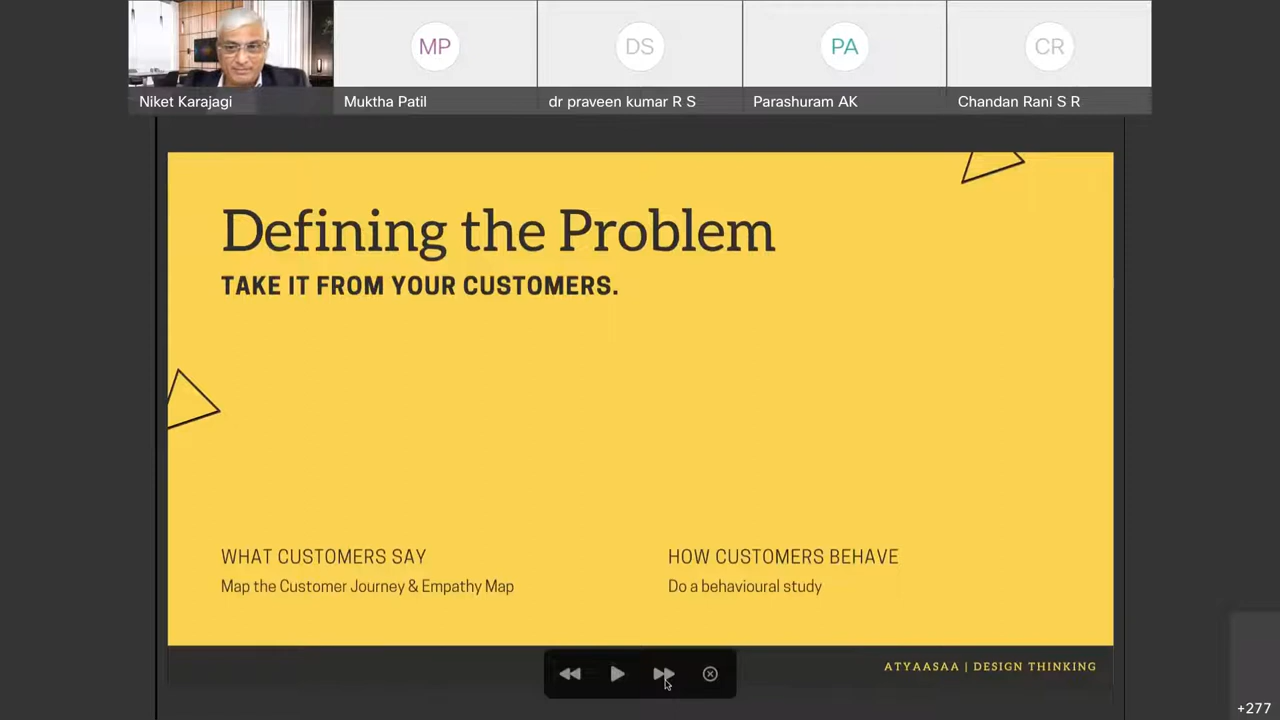 MP
DS
PA
CR
Niket Karajagi
Muktha Patil
dr praveen kumar R S
Parashuram AK
Chandan Rani S R
Defining the Problem
TAKE IT FROM YOUR CUSTOMERS.
WHAT CUSTOMERS SAY
Map the Customer Journey & Empathy Map
HOW CUSTOMERS BEHAVE
Do a behavioural study
ATYAASAA | DESIGN THINKING
+277